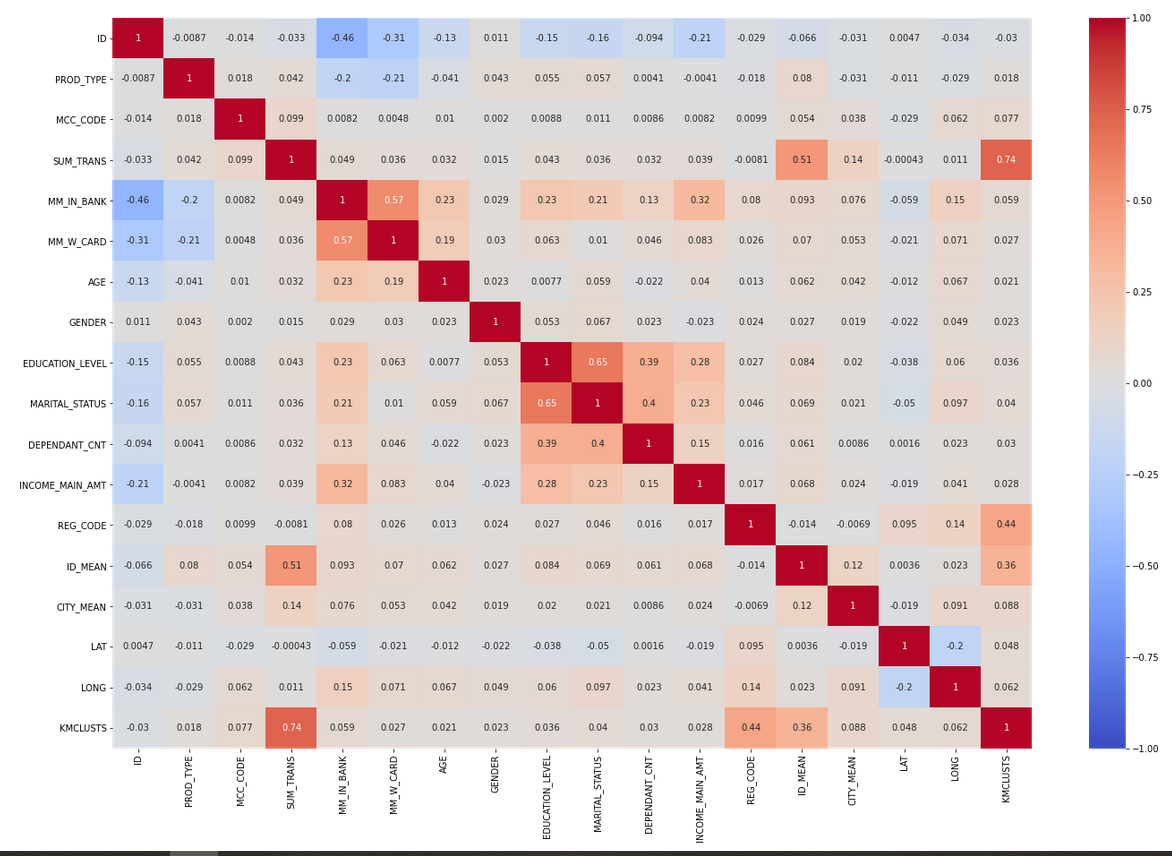 ID 1 -0.0087 -0.014 -0.033 -0.46 -0.31 -0.13 0.011 -0.15 -0.16 -0.094 -0.21 -0.029 -0.066 -0.031 0.0047 -0.034 -0.03 1.00
PROD_TYPE -0.0087 1 0.018 0.042 -0.2 -0.21 -0.041 0.043 0.055 0.057 0.0041 -0.0041 -0.018 0.08 -0.031 -0.011 -0.029 0.018
MCC_CODE -0.014 0.018 1 0.099 0.0082 0.0048 0.01 0.002 0.0088 0.011 0.0086 0.0082 0.0099 0.054 0.038 -0.029 0.062 0.077 0.75
SUM_TRANS -0.033 0.042 0.099 1 0.049 0.036 0.032 0.015 0.043 0.036 0.032 0.039 -0.0081 0.51 0.14 -0.00043 0.011 0.74
MM_IN_BANK -0.46 -0.2 0.0082 0.049 1 0.57 0.23 0.029 0.23 0.21 0.13 0.32 0.08 0.093 0.076 -0.059 0.15 0.059 0.50
MM_W_CARD -0.31 -0.21 0.0048 0.036 0.57 1 0.19 0.03 0.063 0.01 0.046 0.083 0.026 0.07 0.053 -0.021 0.071 0.027
AGE -0.13 -0.041 0.01 0.032 0.23 0.19 1 0.023 0.0077 0.059 -0.022 0.04 0.013 0.062 0.042 -0.012 0.067 0.021 0.25
GENDER 0.011 0.043 0.002 0.015 0.029 0.03 0.023 1 0.053 0.067 0.023 -0.023 0.024 0.027 0.019 -0.022 0.049 0.023
EDUCATION_LEVEL -0.15 0.055 0.0088 0.043 0.23 0.063 0.0077 0.053 1 0.65 0.39 0.28 0.027 0.084 0.02 -0.038 0.06 0.036 0.00
MARITAL_STATUS -0.16 0.057 0.011 0.036 0.21 0.01 0.059 0.067 0.65 1 0.4 0.23 0.046 0.069 0.021 -0.05 0.097 0.04
DEPENDANT_CNT -0.094 0.0041 0.0086 0.032 0.13 0.046 -0.022 0.023 0.39 0.4 1 0.15 0.016 0.061 0.0086 0.0016 0.023 0.03
INCOME_MAIN_AMT -0.21 -0.0041 0.0082 0.039 0.32 0.083 0.04 -0.023 0.28 0.23 0.15 1 0.017 0.068 0.024 -0.019 0.041 0.028 −0.25
REG_CODE -0.029 -0.018 0.0099 -0.0081 0.08 0.026 0.013 0.024 0.027 0.046 0.016 0.017 1 -0.014 -0.0069 0.095 0.14 0.44
ID_MEAN -0.066 0.08 0.054 0.51 0.093 0.07 0.062 0.027 0.084 0.069 0.061 0.068 -0.014 1 0.12 0.0036 0.023 0.36 −0.50
CITY_MEAN -0.031 -0.031 0.038 0.14 0.076 0.053 0.042 0.019 0.02 0.021 0.0086 0.024 -0.0069 0.12 1 -0.019 0.091 0.088
LAT 0.0047 -0.011 -0.029 -0.00043 -0.059 -0.021 -0.012 -0.022 -0.038 -0.05 0.0016 -0.019 0.095 0.0036 -0.019 1 -0.2 0.048 −0.75
LONG -0.034 -0.029 0.062 0.011 0.15 0.071 0.067 0.049 0.06 0.097 0.023 0.041 0.14 0.023 0.091 -0.2 1 0.062
KMCLUSTS -0.03 0.018 0.077 0.74 0.059 0.027 0.021 0.023 0.036 0.04 0.03 0.028 0.44 0.36 0.088 0.048 0.062 1 −1.00
ID PROD_TYPE MCC_CODE SUM_TRANS MM_IN_BANK MM_W_CARD AGE GENDER EDUCATION_LEVEL MARITAL_STATUS DEPENDANT_CNT INCOME_MAIN_AMT REG_CODE ID_MEAN CITY_MEAN LAT LONG KMCLUSTS